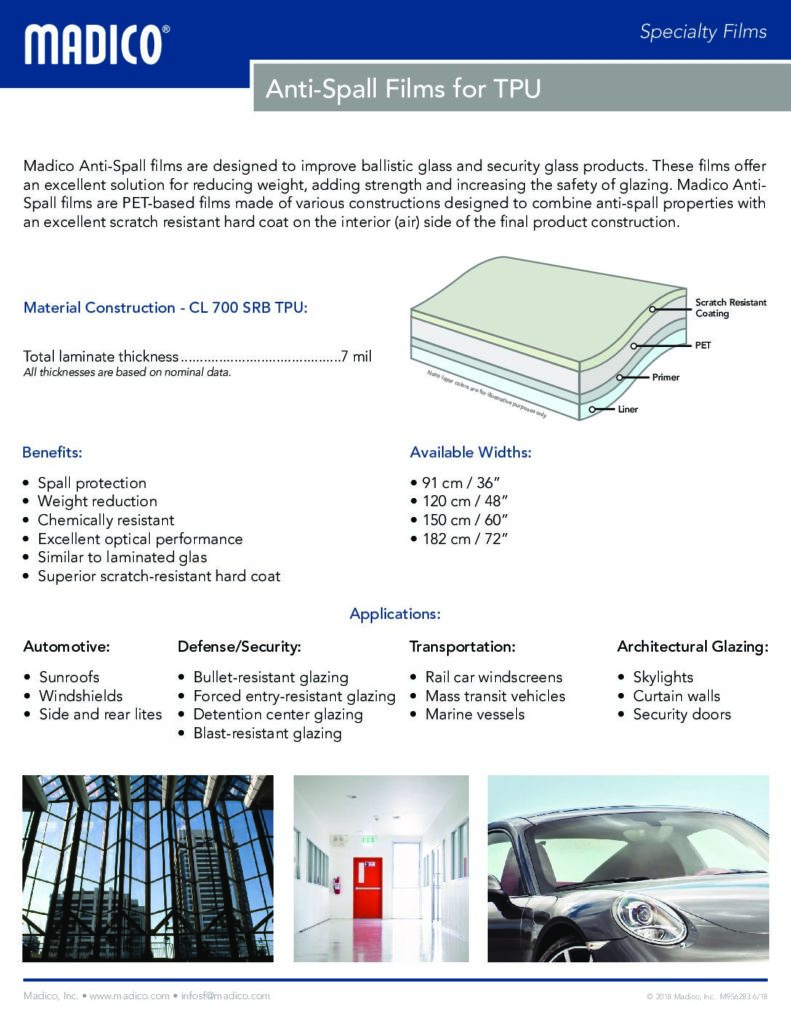 MADICO®
Specialty Films
Anti-Spall Films for TPU
Madico Anti-Spall films are designed to improve ballistic glass and security glass products. These films offer
an excellent solution for reducing weight, adding strength and increasing the safety of glazing. Madico Anti-
Spall films are PET-based films made of various constructions designed to combine anti-spall properties with
an excellent scratch resistant hard coat on the interior (air) side of the final product construction.
Material Construction - CL 700 SRB TPU:
Total laminate thickness..........................................7 mil
All thicknesses are based on nominal data.
Scratch Resistant
Coating
PET
Primer
Liner
Note: layer colors are for illustrative purposes only.
Benefits:
• Spall protection
• Weight reduction
• Chemically resistant
• Excellent optical performance
• Similar to laminated glas
• Superior scratch-resistant hard coat
Available Widths:
• 91 cm / 36”
• 120 cm / 48”
• 150 cm / 60”
• 182 cm / 72”
Applications:
Automotive:
• Sunroofs
• Windshields
• Side and rear lites
Defense/Security:
• Bullet-resistant glazing
• Forced entry-resistant glazing
• Detention center glazing
• Blast-resistant glazing
Transportation:
• Rail car windscreens
• Mass transit vehicles
• Marine vessels
Architectural Glazing:
• Skylights
• Curtain walls
• Security doors
Madico, Inc. • www.madico.com • infosf@madico.com
© 2018 Madico, Inc. M956283.6/18